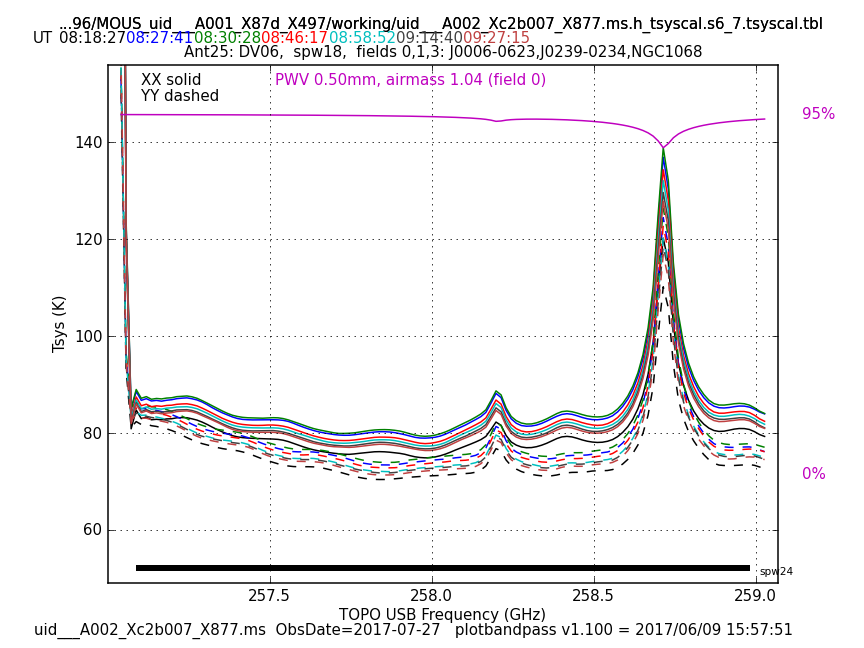 ...96/MOUS_uid___A001_X87d_X497/working/uid___A002_Xc2b007_X877.ms.h_tsyscal.s6_7.tsyscal.tbl
UT 08:18:27 08:27:41 08:30:28 08:46:17 08:58:52 09:14:40 09:27:15
Ant25: DV06, spw18, fields 0,1,3: J0006-0623,J0239-0234,NGC1068
XX solid
YY dashed
PWV 0.50mm, airmass 1.04 (field 0)
95%
0%
140
120
100
80
60
Tsys (K)
spw24
257.5 258.0 258.5 259.0
TOPO USB Frequency (GHz)
uid___A002_Xc2b007_X877.ms ObsDate=2017-07-27 plotbandpass v1.100 = 2017/06/09 15:57:51